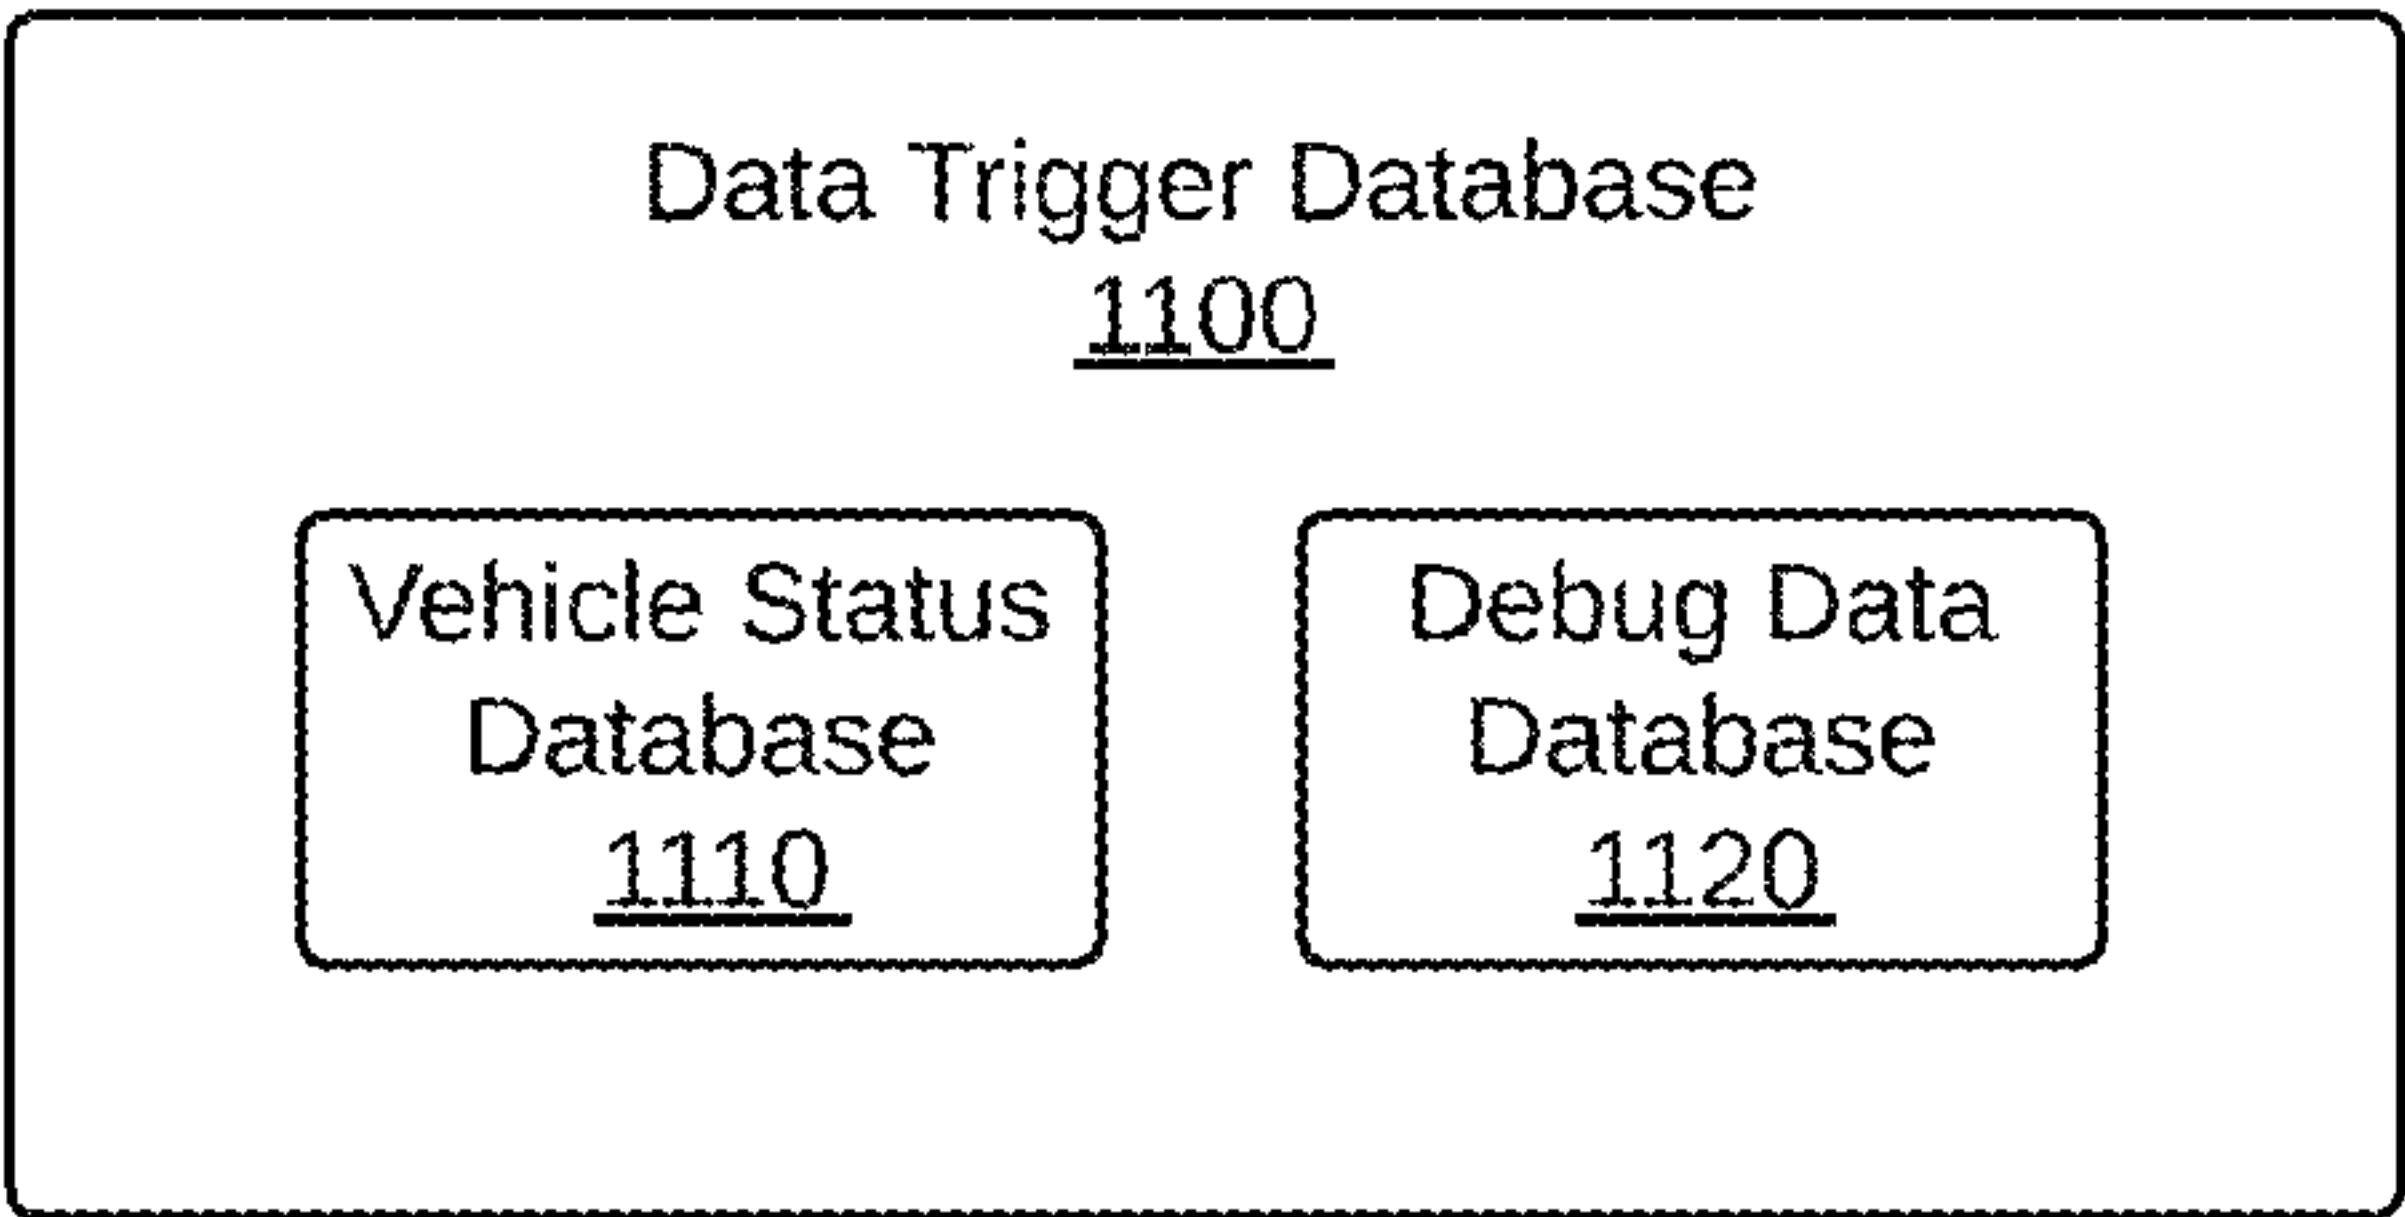 Data Trigger Database
1100
Vehicle Status
Database
1110
Debug Data
Database
1120